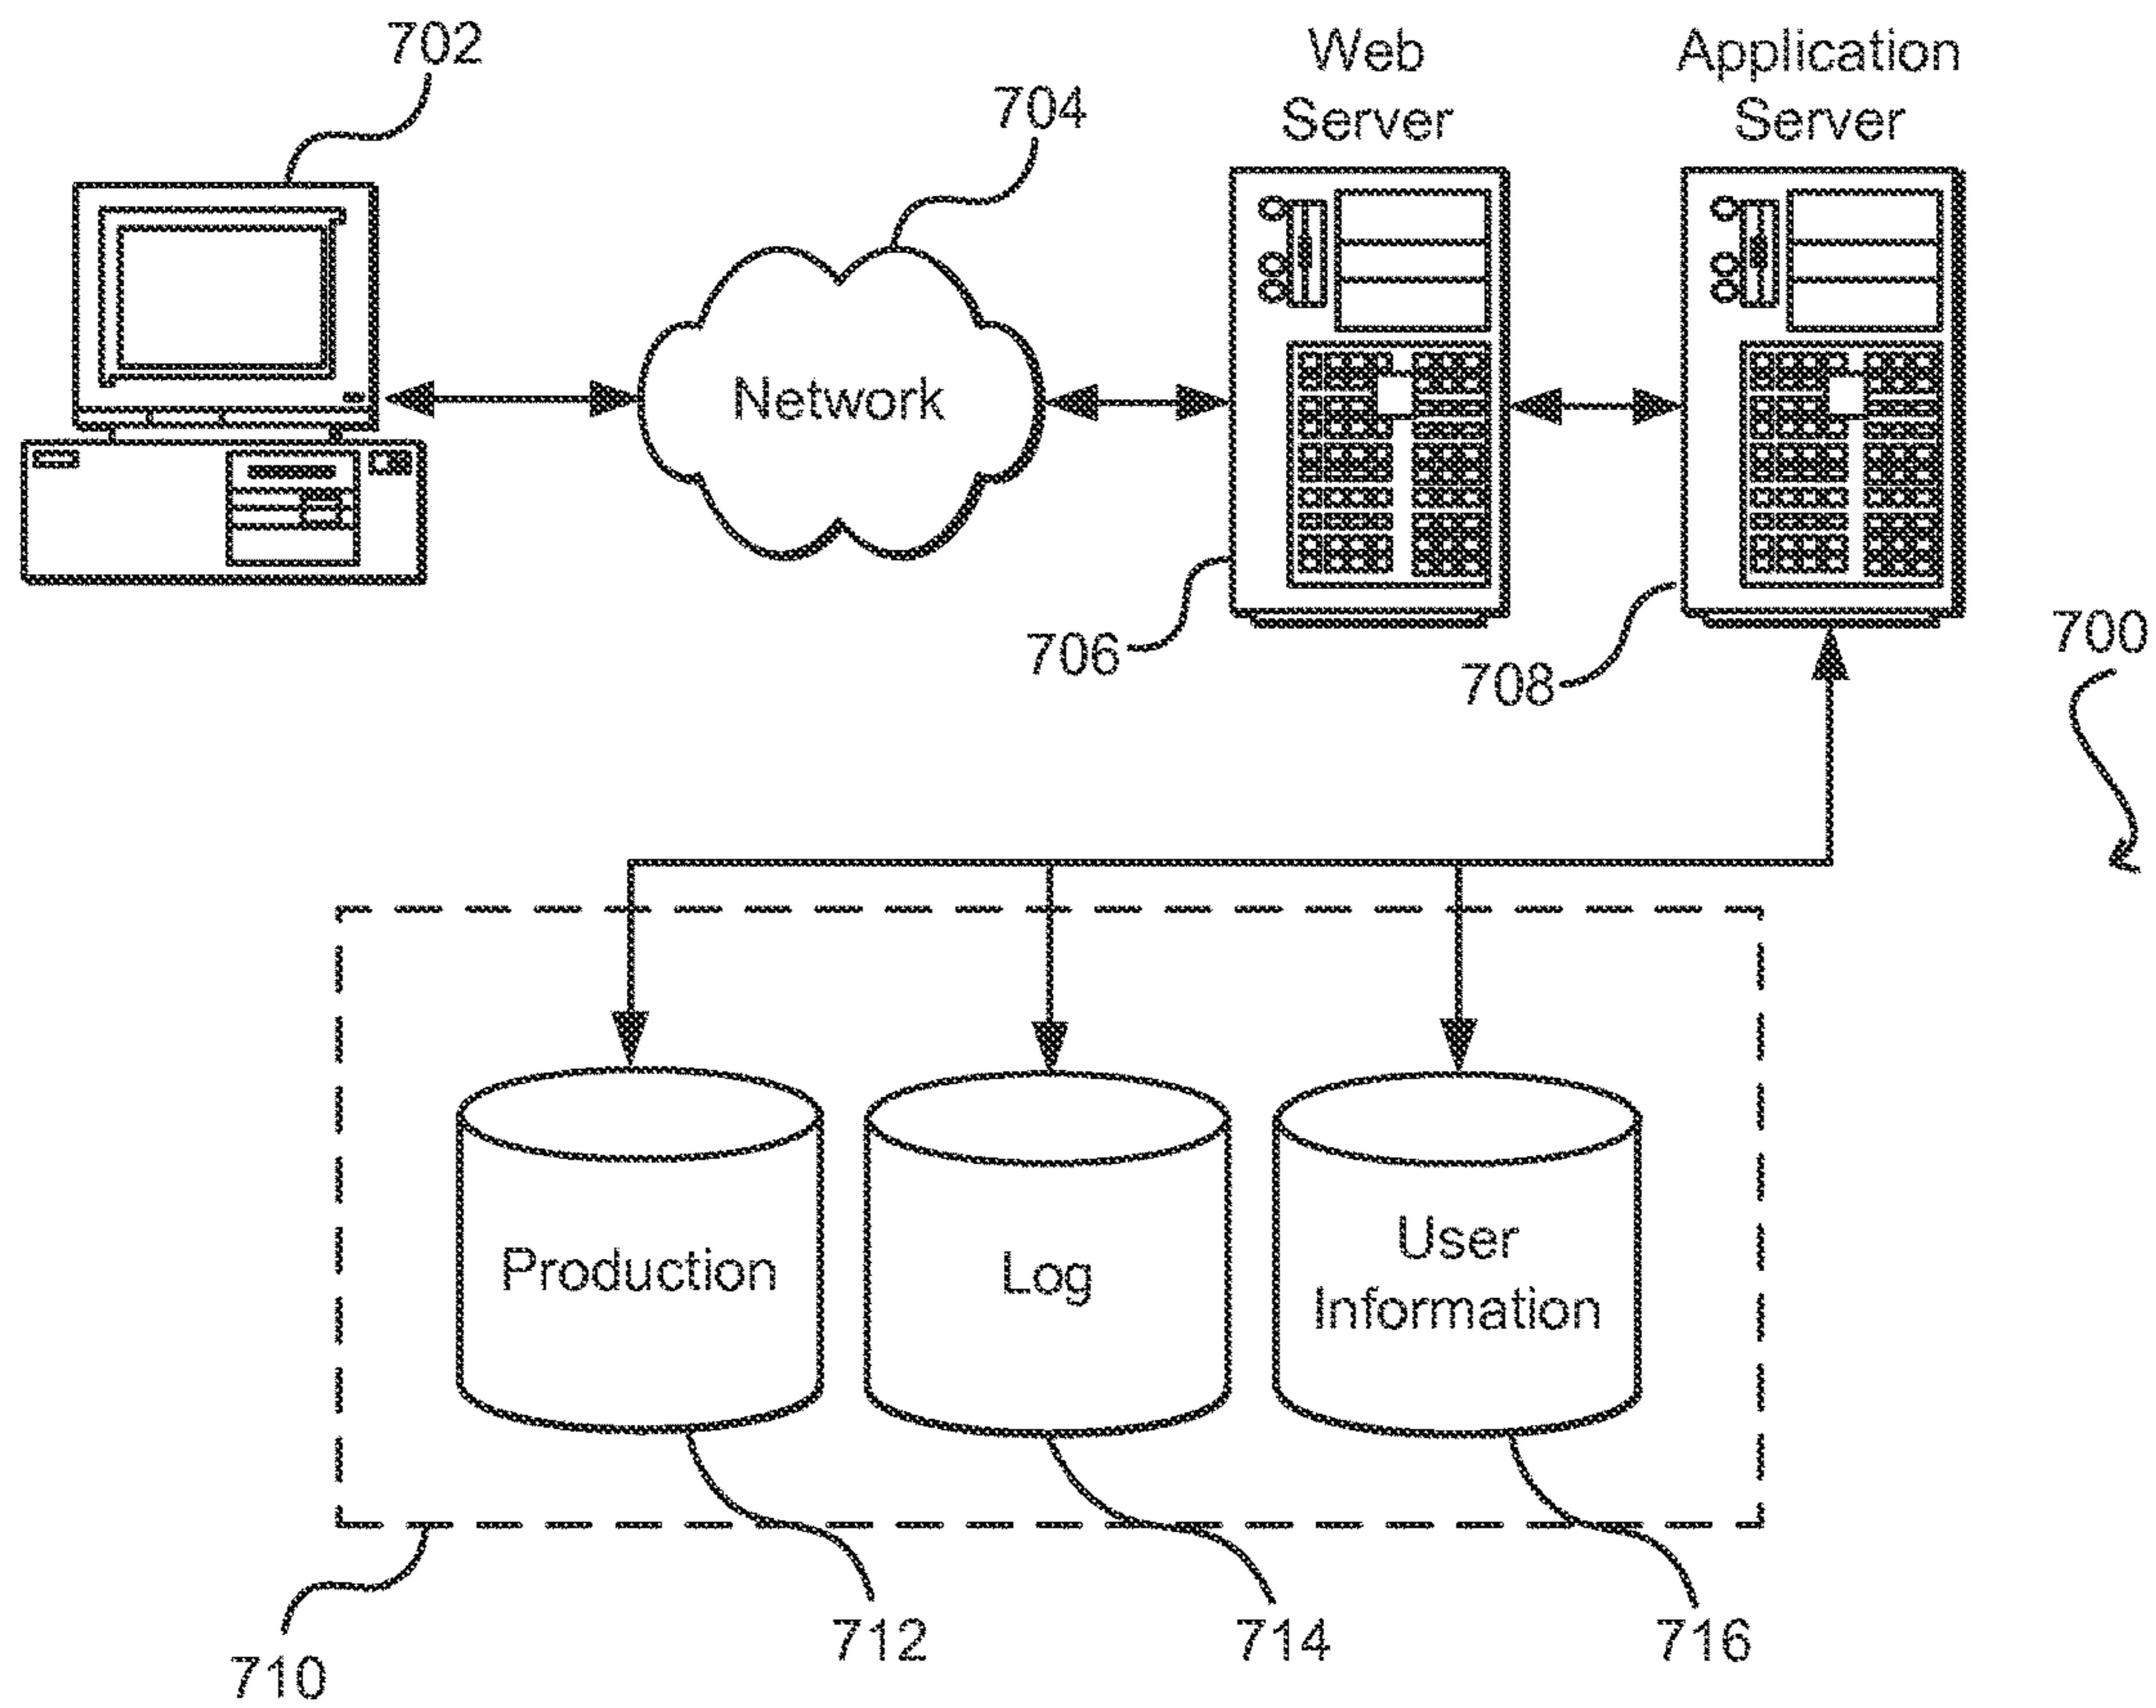 702
704
Web
Server
Application
Server
Network
706
708
700
Production
Log
User
Information
710
712
714
716